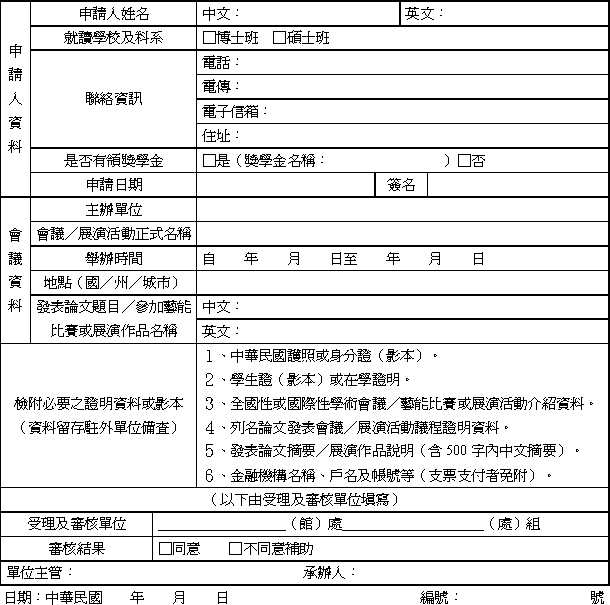 申請人資料
申請人姓名 中文： 英文：
就讀學校及科系 □博士班 □碩士班
聯絡資訊
電話：
電傳：
電子信箱：
住址：
是否有領獎學金 □是（獎學金名稱： ）□否
申請日期 簽名
會議資料
主辦單位
會議／展演活動正式名稱
舉辦時間 自 年 月 日至 年 月 日
地點（國／州／城市）
發表論文題目／參加藝能
比賽或展演作品名稱
中文：
英文：
檢附必要之證明資料或影本
（資料留存駐外單位備查）
1、中華民國護照或身分證（影本）。
2、學生證（影本）或在學證明。
3、全國性或國際性學術會議／藝能比賽或展演活動介紹資料。
4、列名論文發表會議／展演活動議程證明資料。
5、發表論文摘要／展演作品說明（含500字內中文摘要）。
6、金融機構名稱、戶名及帳號等（支票支付者免附）。
（以下由受理及審核單位填寫）
受理及審核單位 ________________（館）處__________________（處）組
審核結果 □同意 □不同意補助
單位主管： 承辦人：
日期：中華民國 年 月 日 編號： 號